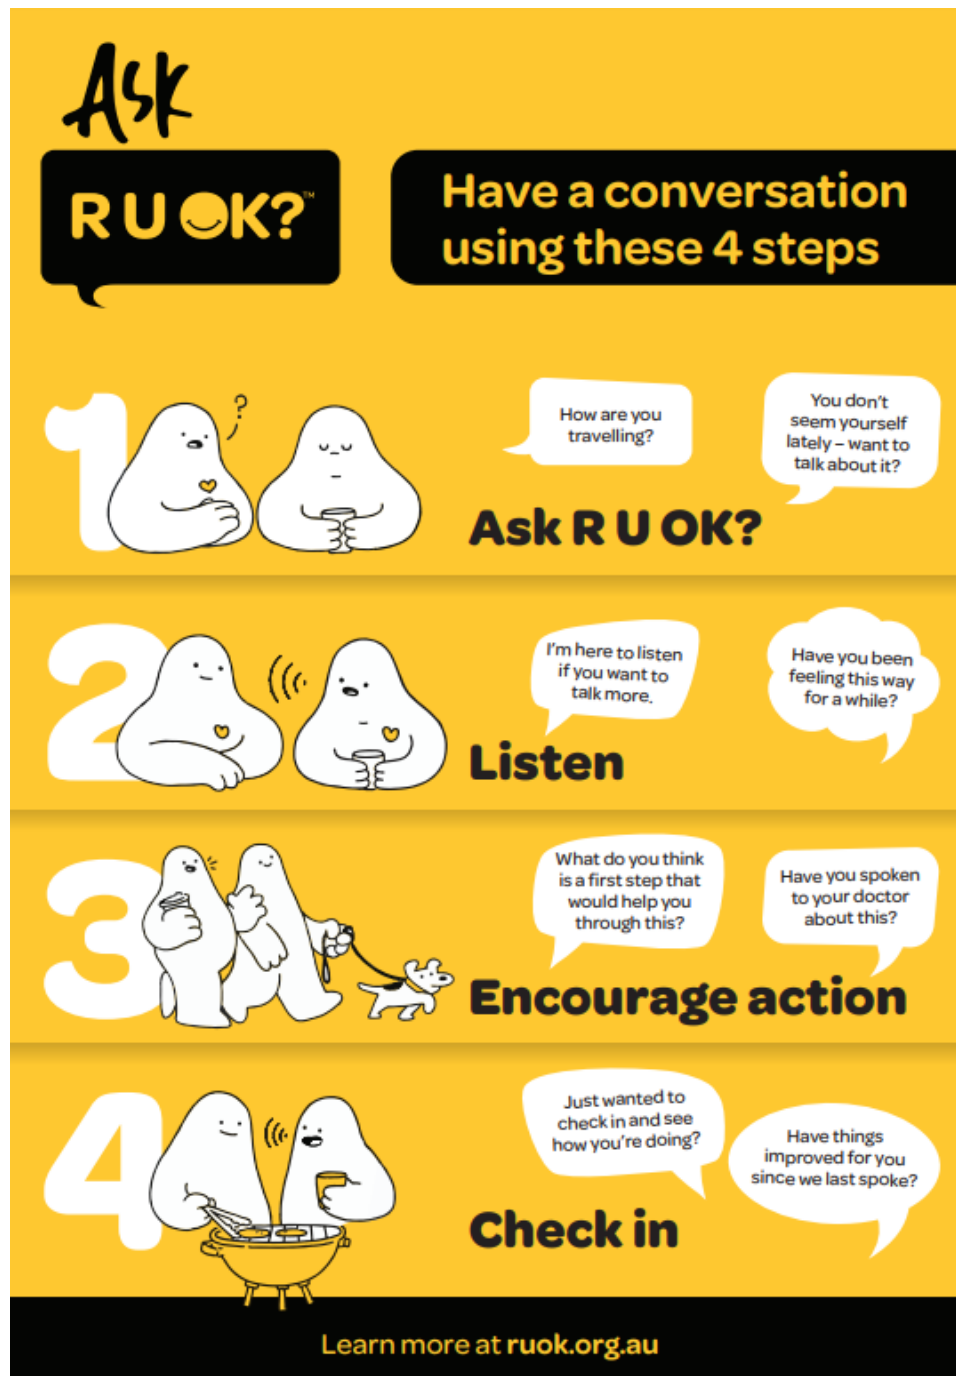 Ask
R U OK?™
Have a conversation
using these 4 steps
1
?
How are you
travelling?
You don't
seem yourself
lately – want to
talk about it?
Ask R U OK?
2
I'm here to listen
if you want to
talk more.
Have you been
feeling this way
for a while?
Listen
3
What do you think
is a first step that
would help you
through this?
Have you spoken
to your doctor
about this?
Encourage action
4
Just wanted to
check in and see
how you're doing?
Have things
improved for you
since we last spoke?
Check in
Learn more at ruok.org.au